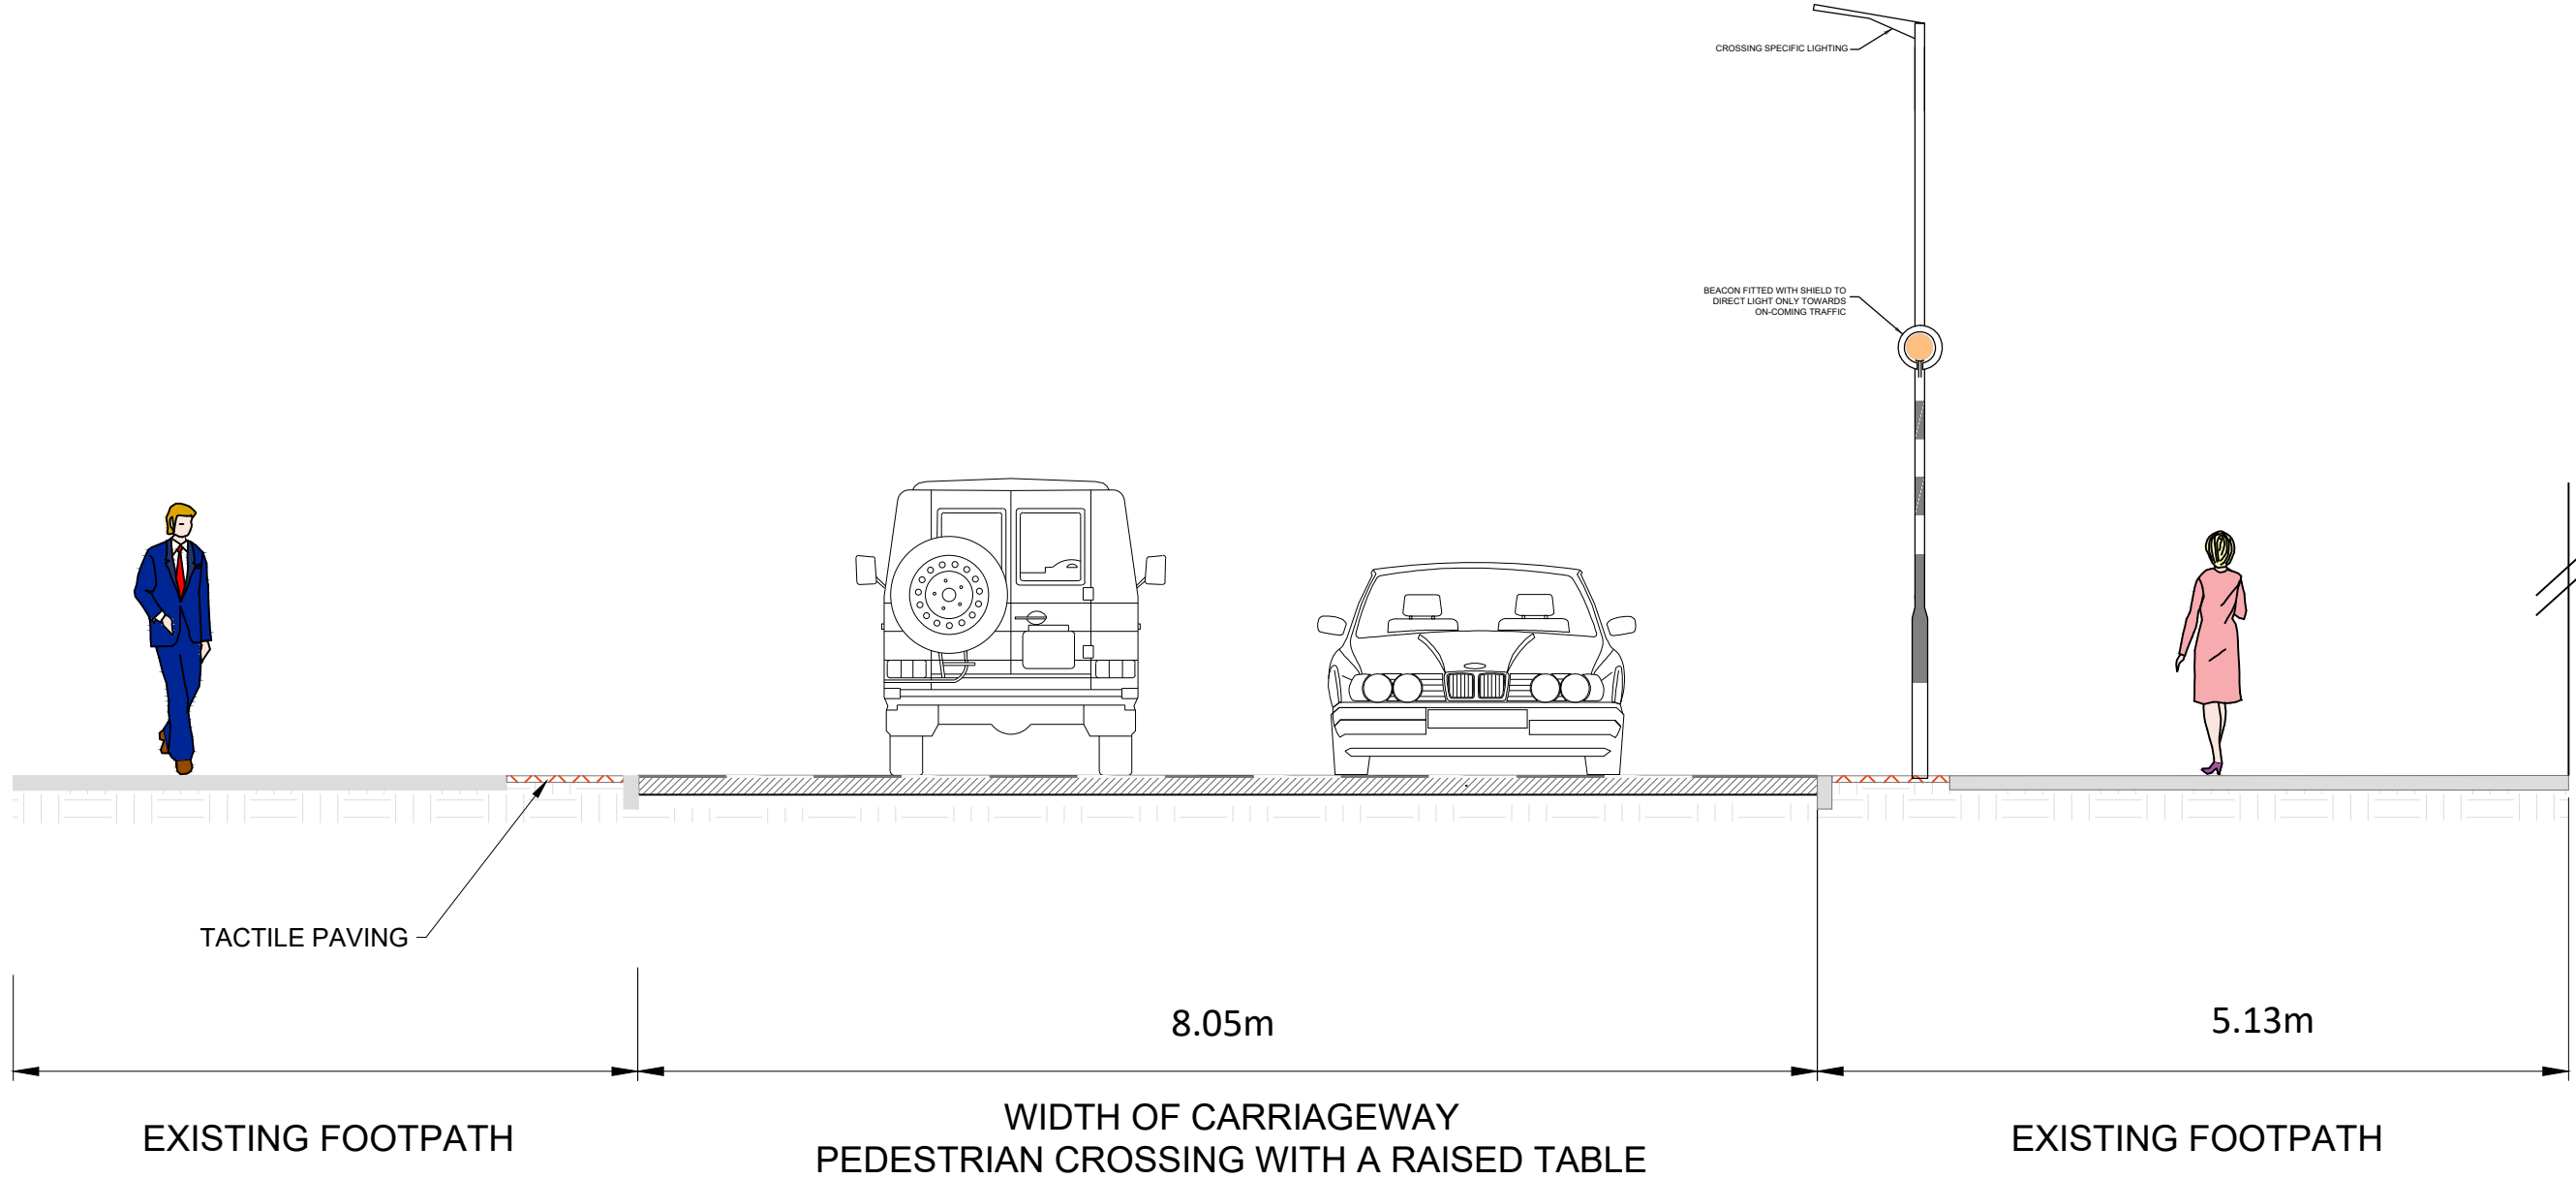 CROSSING SPECIFIC LIGHTING
BEACON FITTED WITH SHIELD TO
DIRECT LIGHT ONLY TOWARDS
ON-COMING TRAFFIC
TACTILE PAVING
8.05m
5.13m
EXISTING FOOTPATH
WIDTH OF CARRIAGEWAY
PEDESTRIAN CROSSING WITH A RAISED TABLE
EXISTING FOOTPATH